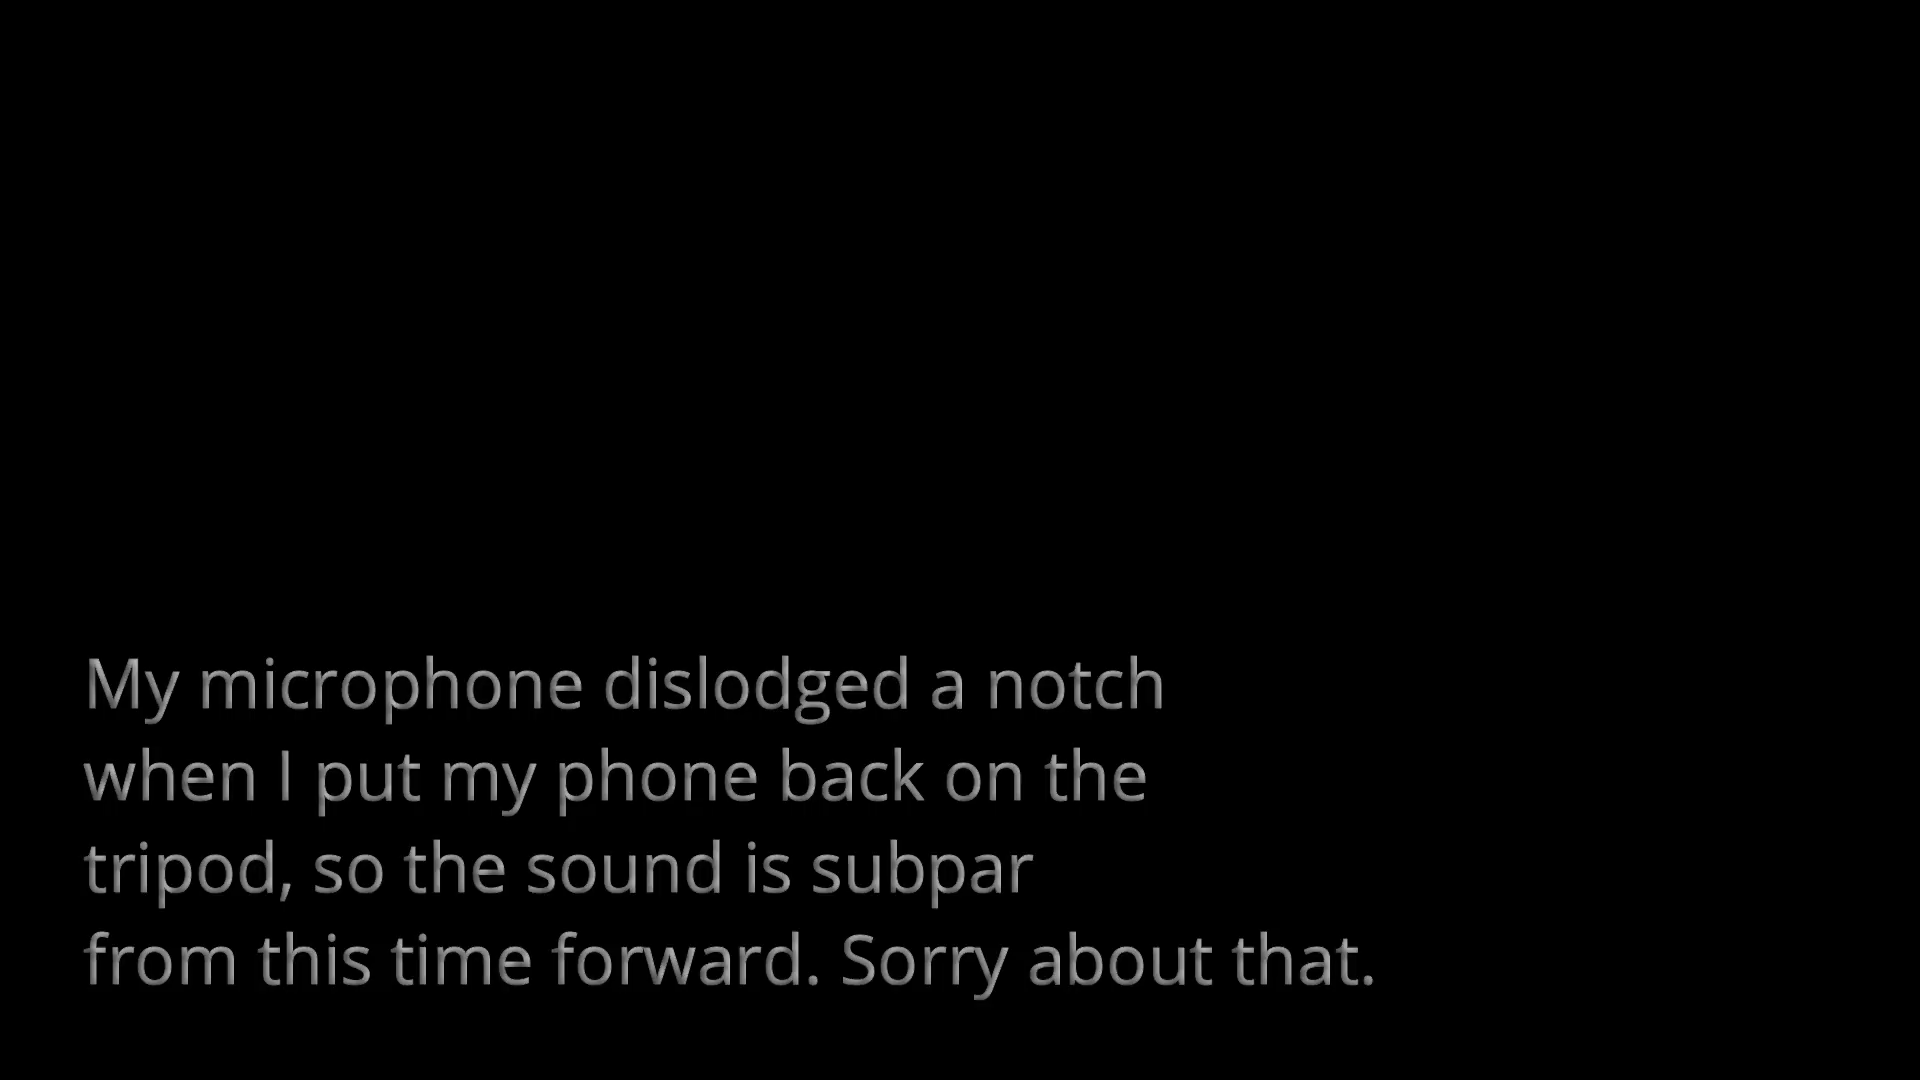 My microphone dislodged a notch
when I put my phone back on the
tripod, so the sound is subpar
from this time forward. Sorry about that.